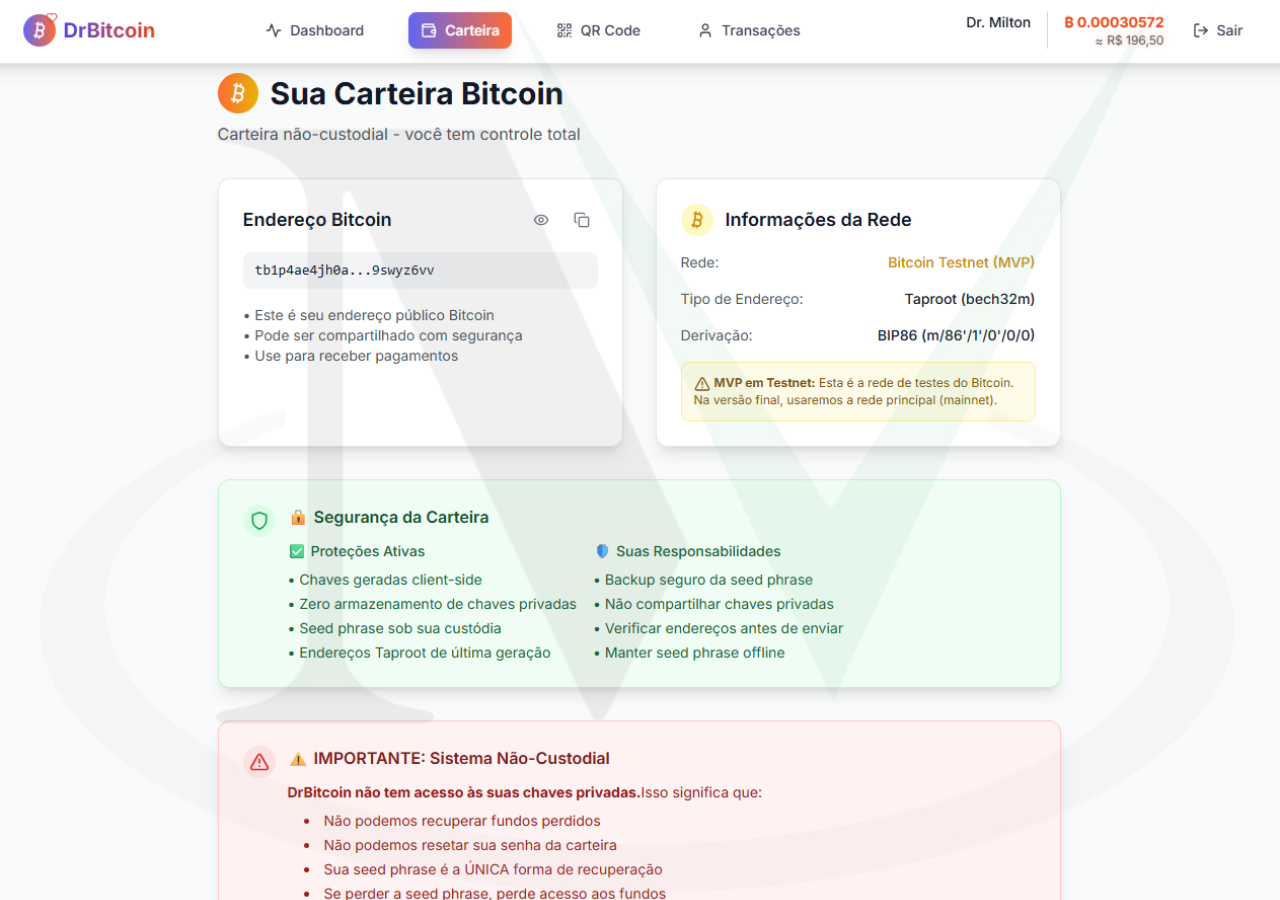 DrBitcoin
Dashboard
Carteira
QR Code
Transações
Dr. Milton
₿ 0.00030572
≈ R$ 196,50
Sair
Sua Carteira Bitcoin
Carteira não-custodial - você tem controle total
Endereço Bitcoin
tb1p4ae4jh0a...9swyz6vv
• Este é seu endereço público Bitcoin
• Pode ser compartilhado com segurança
• Use para receber pagamentos
Informações da Rede
Rede: Bitcoin Testnet (MVP)
Tipo de Endereço: Taproot (bech32m)
Derivação: BIP86 (m/86'/1'/0'/0/0)
⚠ MVP em Testnet: Esta é a rede de testes do Bitcoin.
Na versão final, usaremos a rede principal (mainnet).
🔒 Segurança da Carteira
✅ Proteções Ativas
• Chaves geradas client-side
• Zero armazenamento de chaves privadas
• Seed phrase sob sua custódia
• Endereços Taproot de última geração
🛡️ Suas Responsabilidades
• Backup seguro da seed phrase
• Não compartilhar chaves privadas
• Verificar endereços antes de enviar
• Manter seed phrase offline
⚠️ IMPORTANTE: Sistema Não-Custodial
DrBitcoin não tem acesso às suas chaves privadas.Isso significa que:
• Não podemos recuperar fundos perdidos
• Não podemos resetar sua senha da carteira
• Sua seed phrase é a ÚNICA forma de recuperação
• Se perder a seed phrase, perde acesso aos fundos